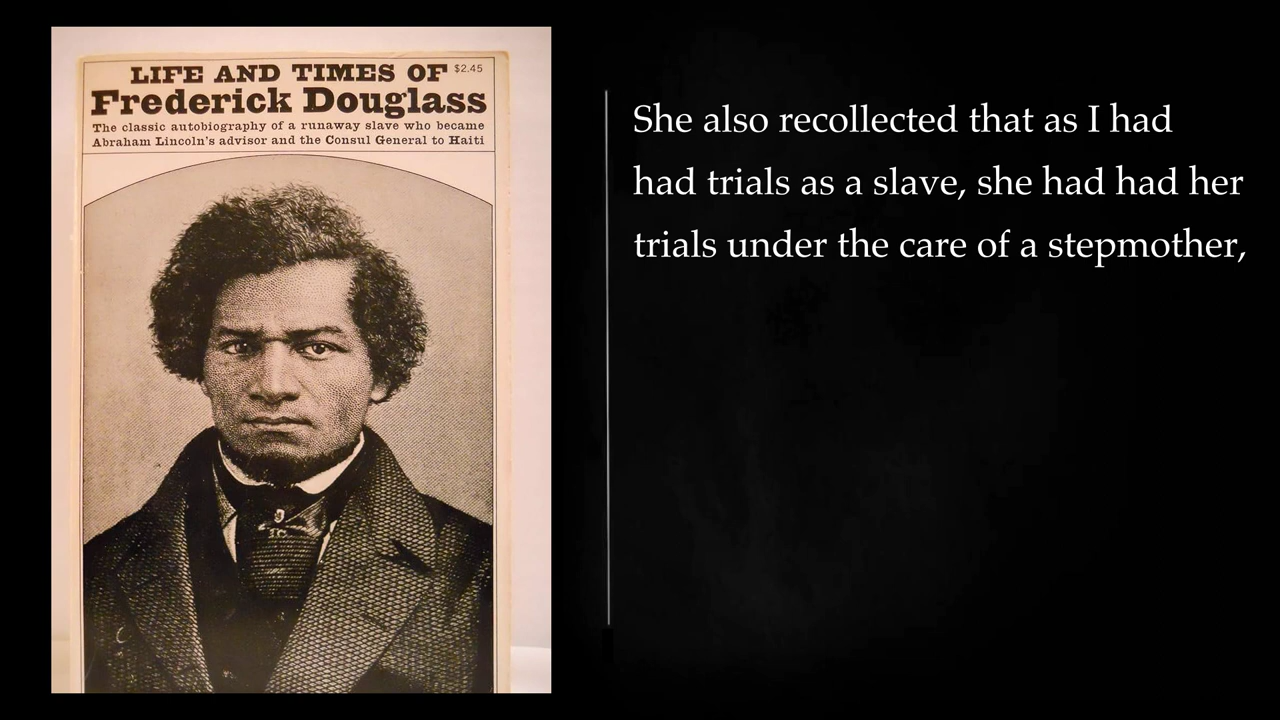 LIFE AND TIMES OF $2.45
Frederick Douglass
The classic autobiography of a runaway slave who became
Abraham Lincoln's advisor and the Consul General to Haiti
She also recollected that as I had
had trials as a slave, she had had her
trials under the care of a stepmother,